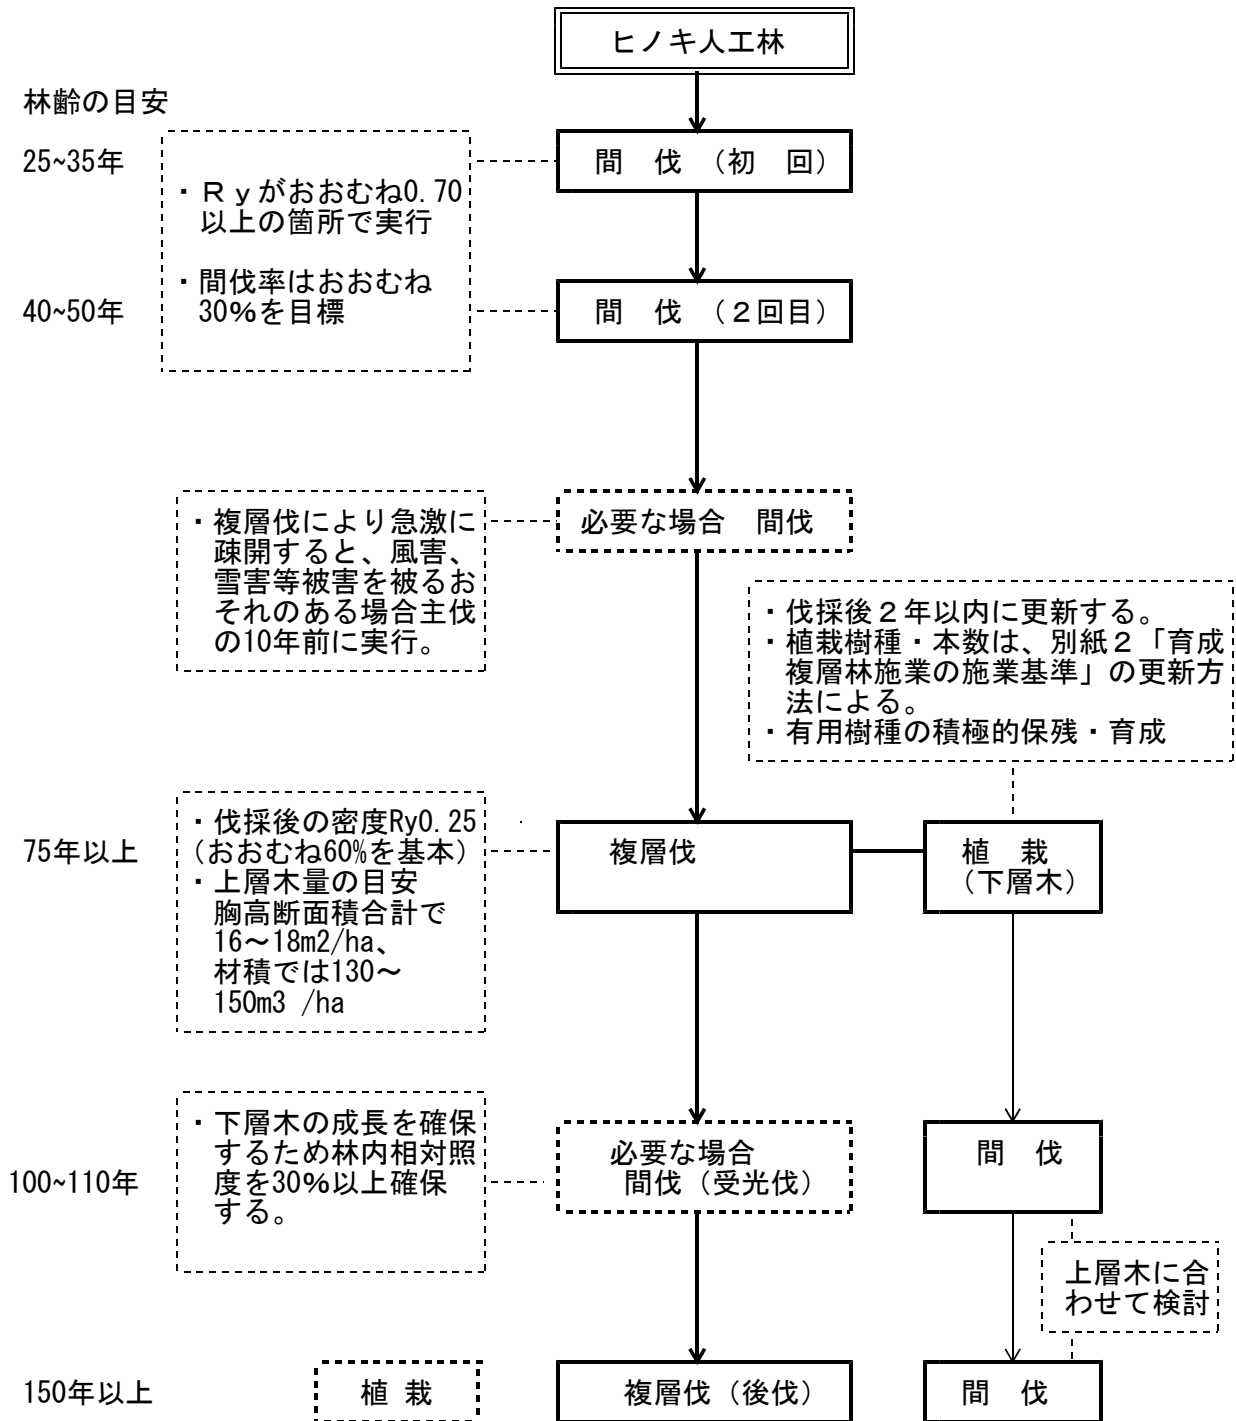 ヒノキ人工林
林齢の目安
25~35年
・Ｒｙがおおむね0.70
以上の箇所で実行
・間伐率はおおむね
30%を目標
間　伐　（初　回）
40~50年
間　伐　（２回目）
・複層伐により急激に
疎開すると、風害、
雪害等被害を被るお
それのある場合主伐
の10年前に実行。
必要な場合　間伐
・伐採後２年以内に更新する。
・植栽樹種・本数は、別紙２「育成
複層林施業の施業基準」の更新方
法による。
・有用樹種の積極的保残・育成
75年以上
・伐採後の密度Ry0.25
（おおむね60%を基本）
・上層木量の目安
胸高断面積合計で
16～18m2/ha、
材積では130～
150m3 /ha
複層伐
植　栽
（下層木）
100~110年
・下層木の成長を確保
するため林内相対照
度を30%以上確保
する。
必要な場合
間伐（受光伐）
間　伐
上層木に合
わせて検討
150年以上
植 栽
複層伐（後伐）
間　伐